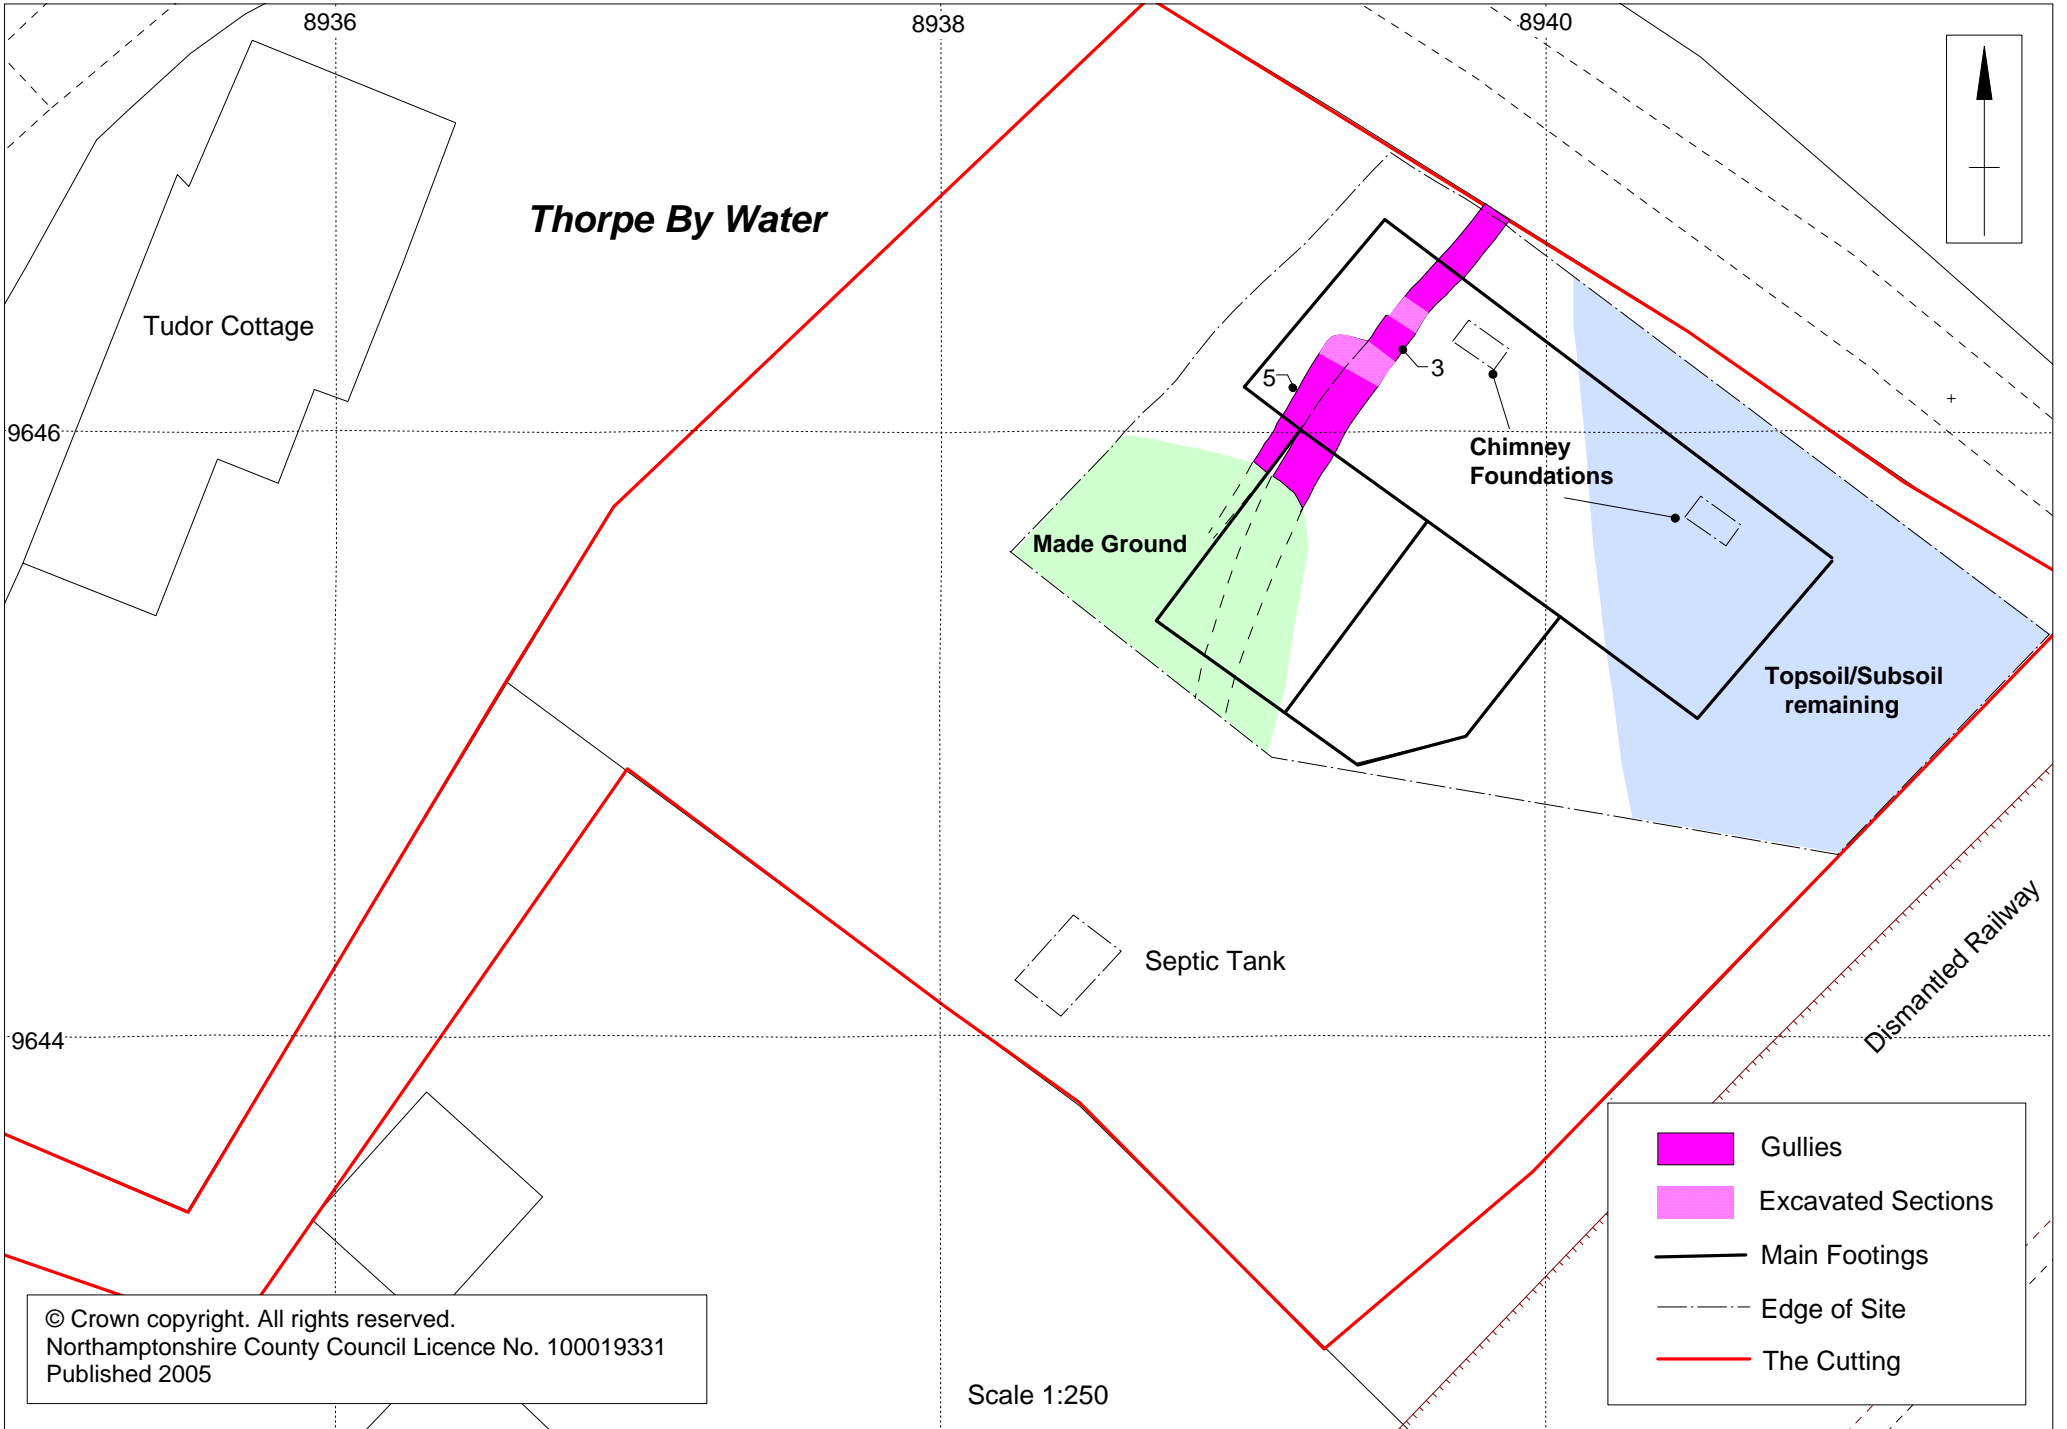 8936
8938
8940
Thorpe By Water
Tudor Cottage
3
5
9646
Chimney
Foundations
Made Ground
Topsoil/Subsoil
remaining
Septic Tank
Dismantled Railway
9644
Gullies
Excavated Sections
Main Footings
Edge of Site
The Cutting
© Crown copyright. All rights reserved.
Northamptonshire County Council Licence No. 100019331
Published 2005
Scale 1:250